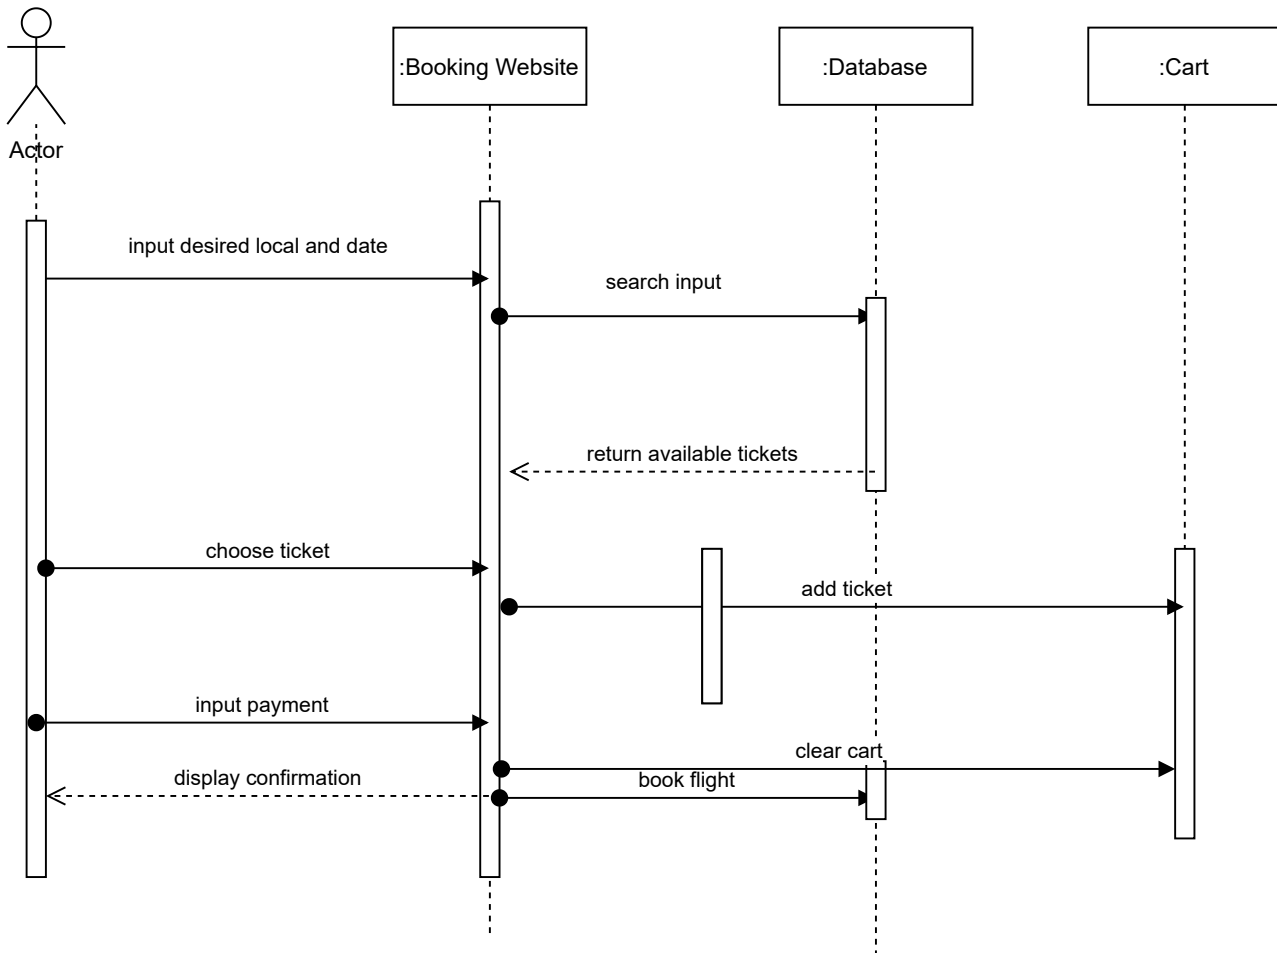 :Booking Website
:Database
:Cart
Actor
input desired local and date
search input
return available tickets
choose ticket
add ticket
input payment
clear cart
display confirmation
book flight